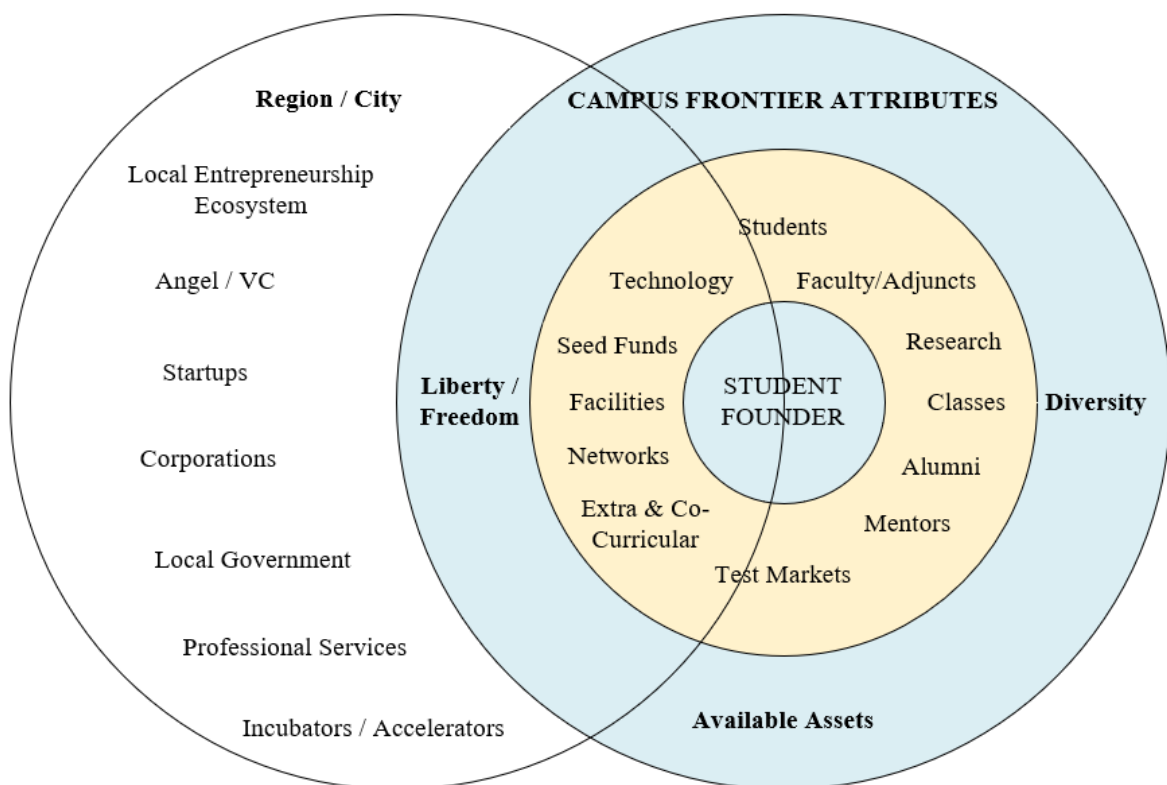 Region / City
Local Entrepreneurship
Ecosystem
Angel / VC
Startups
Corporations
Local Government
Professional Services
Incubators / Accelerators
CAMPUS FRONTIER ATTRIBUTES
Liberty /
Freedom
Diversity
Available Assets
Students
Technology
Faculty/Adjuncts
Seed Funds
Research
Facilities
Classes
Networks
Alumni
Extra & Co-
Curricular
Mentors
Test Markets
STUDENT
FOUNDER